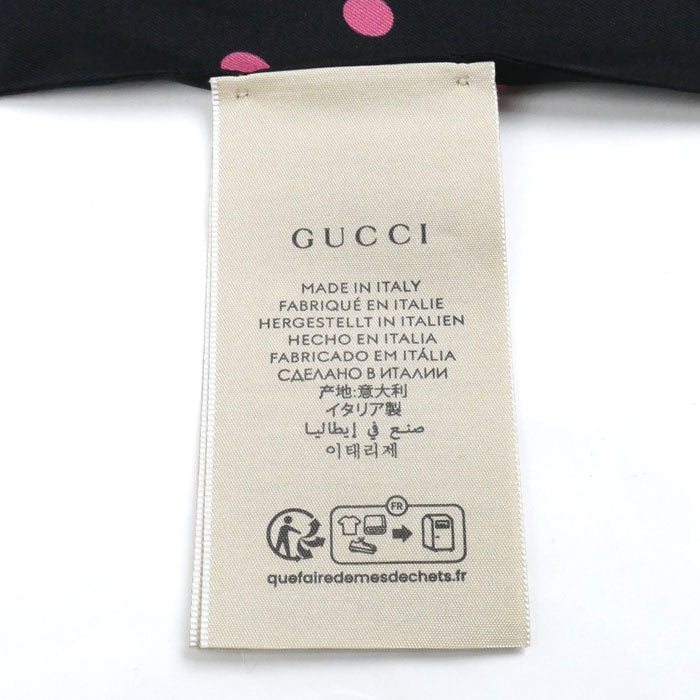 GUCCI
MADE IN ITALY
FABRIQUÉ EN ITALIE
HERGESTELLT IN ITALIEN
HECHO EN ITALIA
FABRICADO EM ITÁLIA
СДЕЛАНО В ИТАЛИИ
产地:意大利
イタリア製
صنع في إيطاليا
이태리제
FR
quefairedemesdechets.fr